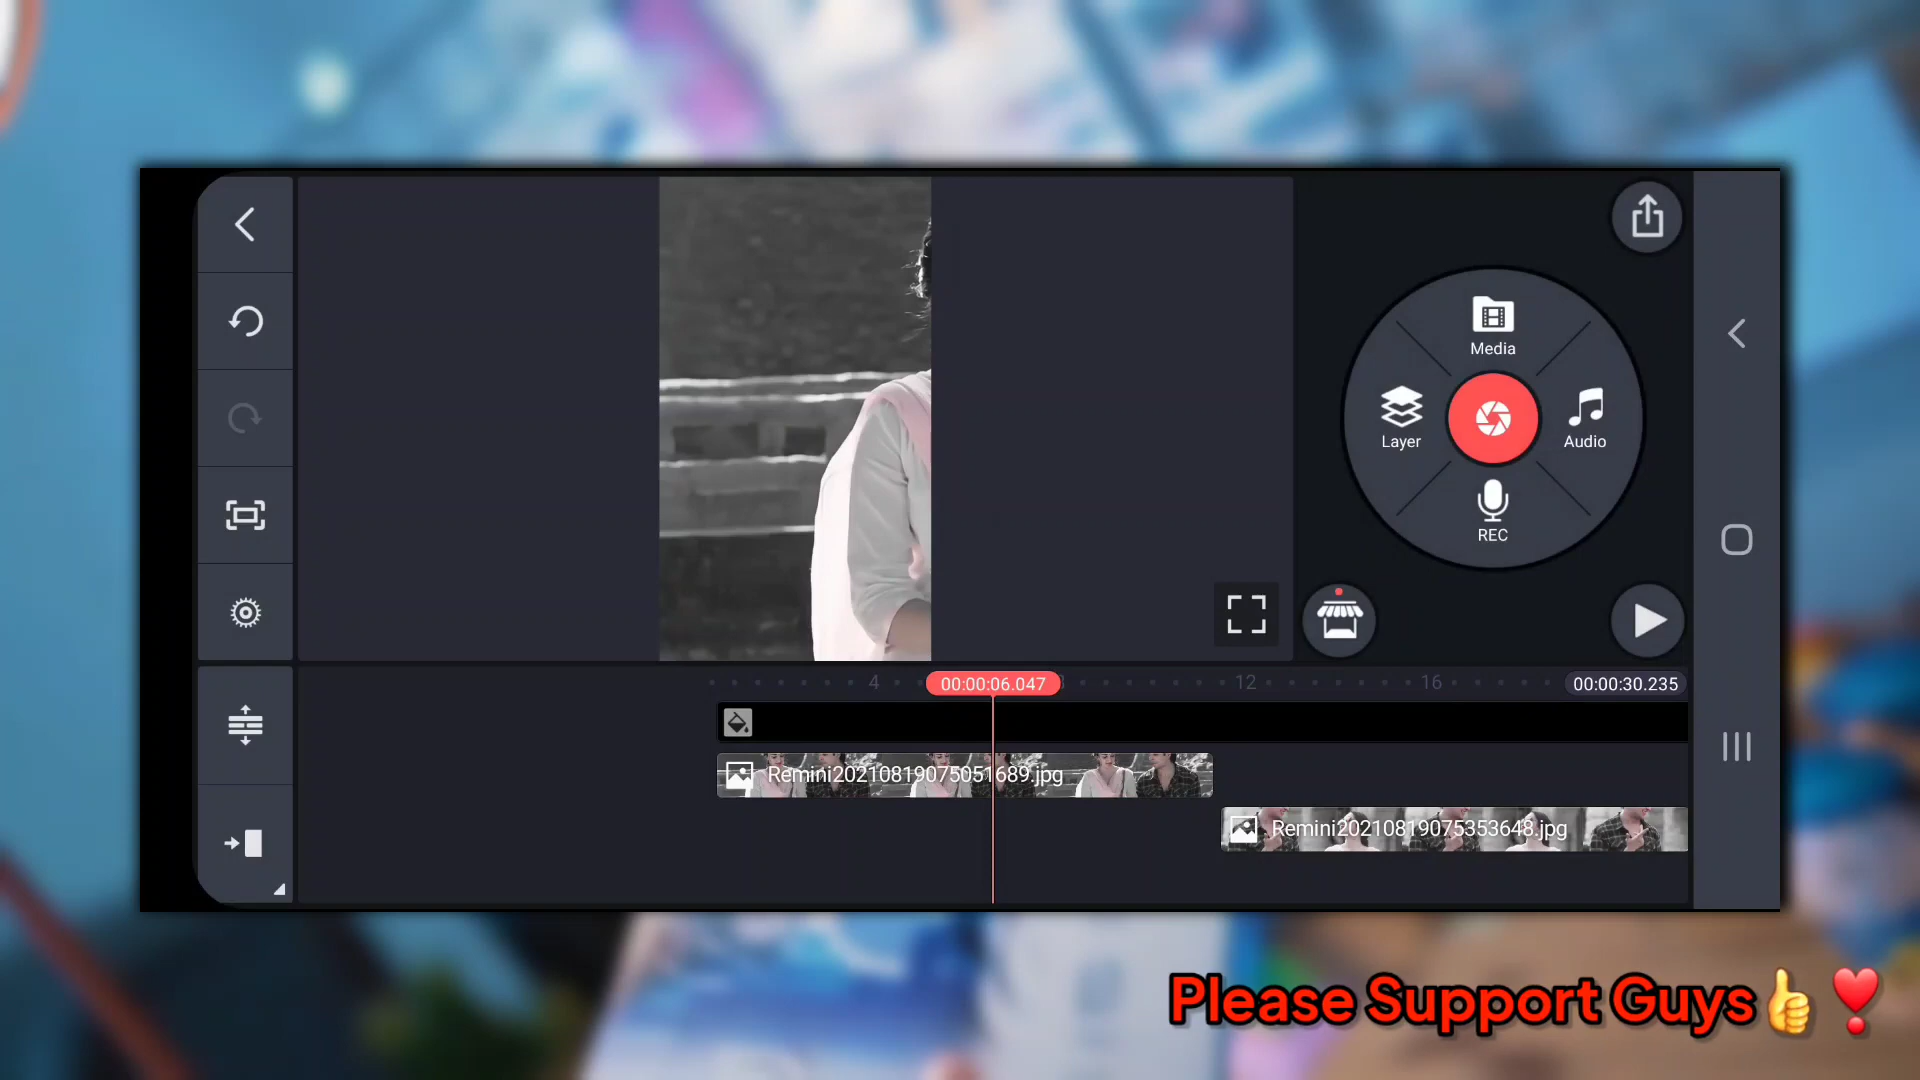 Media
Layer
Audio
REC
4
00:00:06.047
12
16
00:00:30.235
Remini20210819075051689.jpg
Remini20210819075353648.jpg
Please Support Guys👍❣️